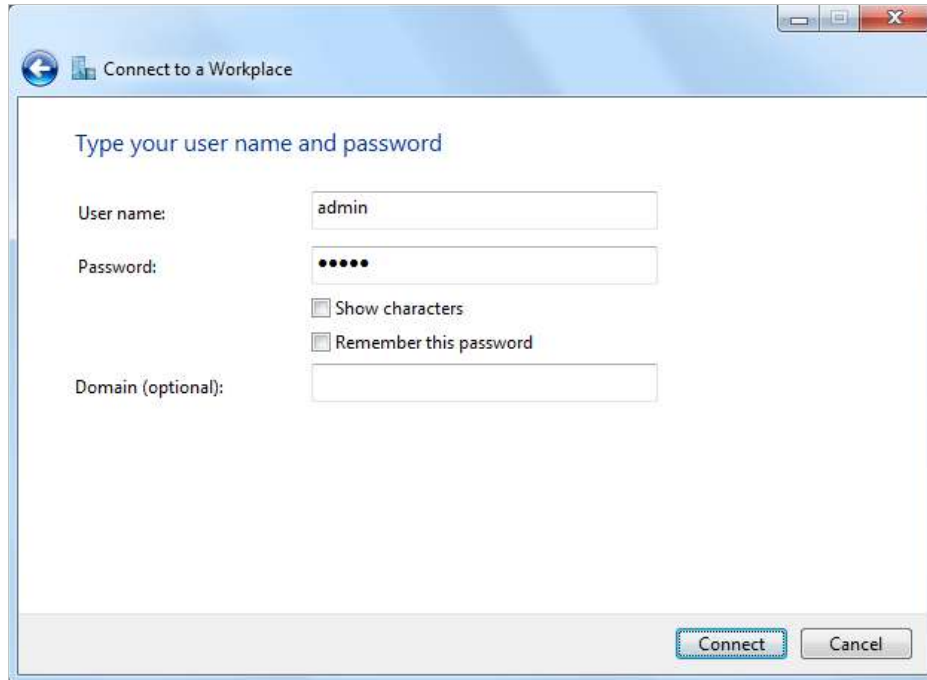 Connect to a Workplace
Type your user name and password
User name:
admin
Password:
•••••
Show characters
Remember this password
Domain (optional):
Connect
Cancel